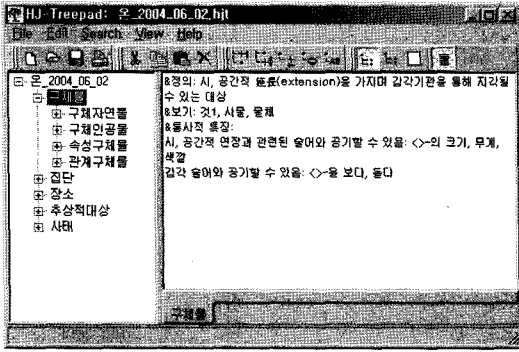 HJ-Treepad: 온_2004_06_02.hjt
File Edit Search View Help
온_2004_06_02
구체물
구체자연물
구체인공물
속성구체물
관계구체물
집단
장소
추상적대상
사태
&정의: 시, 공간적 延長(extension)을 가지며 감각기관을 통해 지각될
수 있는 대상
&보기: 것1, 사물, 물체
&통사적 특징:
시, 공간적 연장과 관련된 술어와 공기할 수 있음: <>-의 크기, 무게,
색깔
감각 술어와 공기할 수 있음: <>-을 보다, 듣다
구체물